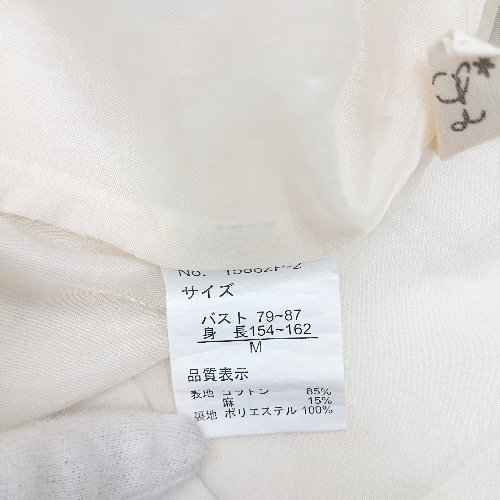 No.
サイズ
バスト 79~87
身 長154~162
M
品質表示
表地 コットン 85%
麻 15%
裏地 ポリエステル 100%